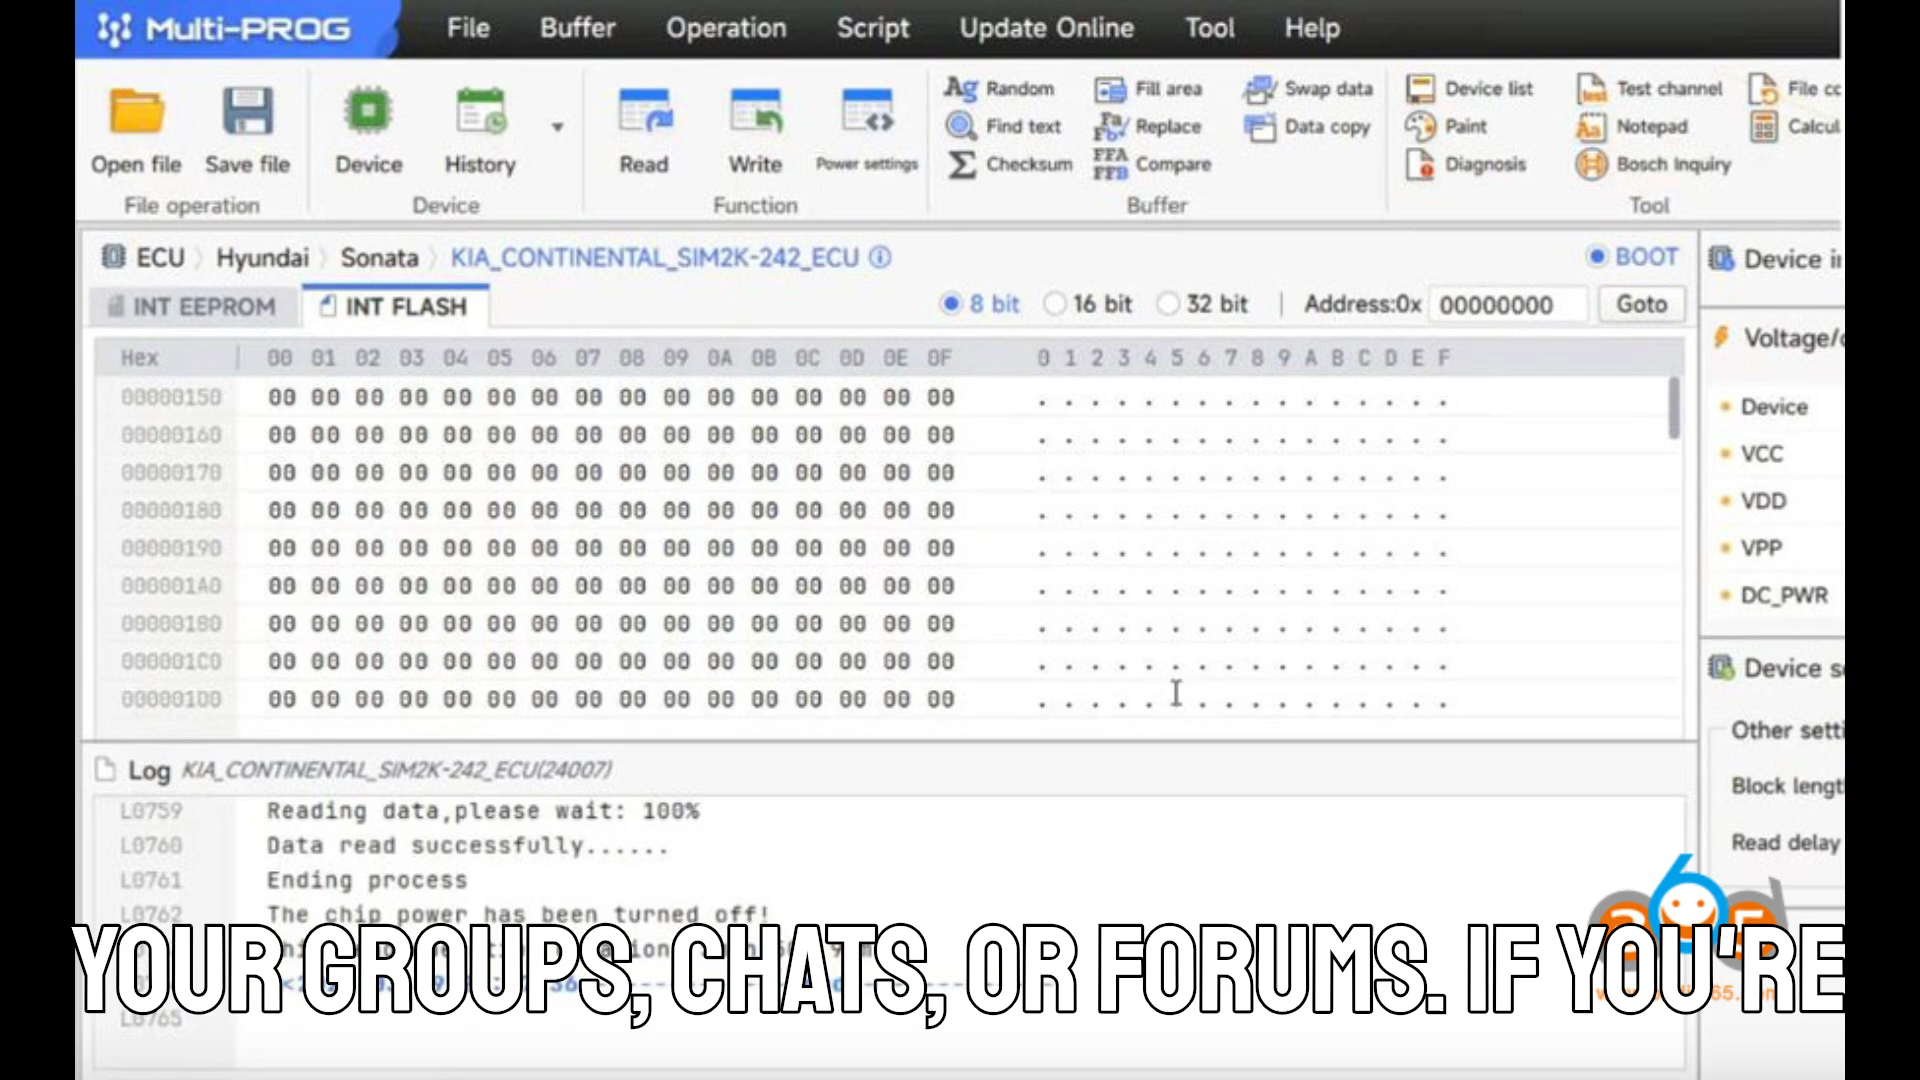 Multi-PROG File Buffer Operation Script Update Online Tool Help
Random Fill area Swap data Device list Test channel
Find text Replace Data copy Paint Notepad
Open file Save file Device History Read Write Power settings Checksum Compare Diagnosis Bosch Inquiry
File operation Device Function Buffer Tool
ECU Hyundai Sonata KIA_CONTINENTAL_SIM2K-242_ECU BOOT
INT EEPROM INT FLASH 8 bit 16 bit 32 bit Address:0x 00000000 Goto
Voltage/
Hex 00 01 02 03 04 05 06 07 08 09 0A 0B 0C 0D 0E 0F 0 1 2 3 4 5 6 7 8 9 A B C D E F
00000150 00 00 00 00 00 00 00 00 00 00 00 00 00 00 00 00 . . . . . . . . . . . . . . . .
Device
00000160 00 00 00 00 00 00 00 00 00 00 00 00 00 00 00 00 . . . . . . . . . . . . . . . .
VCC
00000170 00 00 00 00 00 00 00 00 00 00 00 00 00 00 00 00 . . . . . . . . . . . . . . . .
VDD
00000180 00 00 00 00 00 00 00 00 00 00 00 00 00 00 00 00 . . . . . . . . . . . . . . . .
VPP
00000190 00 00 00 00 00 00 00 00 00 00 00 00 00 00 00 00 . . . . . . . . . . . . . . . .
000001A0 00 00 00 00 00 00 00 00 00 00 00 00 00 00 00 00 . . . . . . . . . . . . . . . .
DC_PWR
000001B0 00 00 00 00 00 00 00 00 00 00 00 00 00 00 00 00 . . . . . . . . . . . . . . . .
000001C0 00 00 00 00 00 00 00 00 00 00 00 00 00 00 00 00 . . . . . . . . . . . . . . . .
000001D0 00 00 00 00 00 00 00 00 00 00 00 00 00 00 00 00 . . . . . . . . . . . . . . . .
Device
Other
Block
Read delay
Log KIA_CONTINENTAL_SIM2K-242_ECU(24007)
L0759 Reading data,please wait: 100%
L0760 Data read successfully......
L0761 Ending process
L0762 The chip power has been turned off!
YOUR GROUPS, CHATS, OR FORUMS. IF YOU'RE
L0765